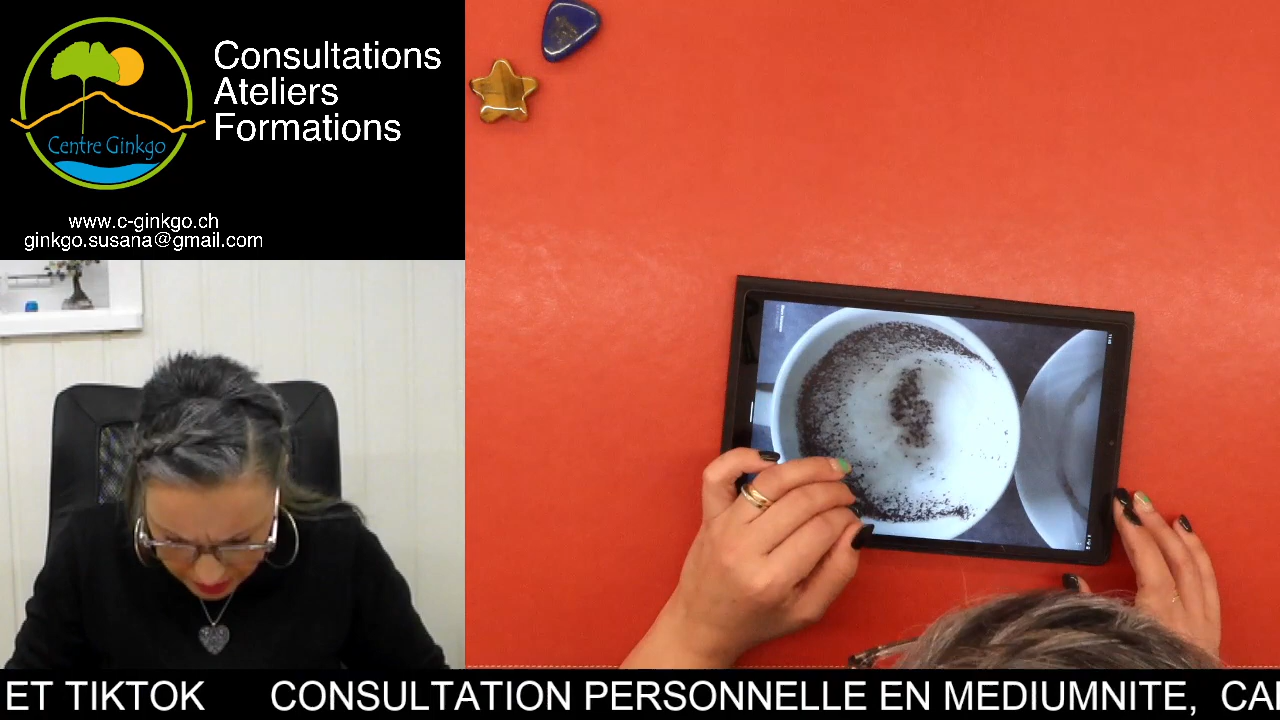 Consultations
Ateliers
Formations
Centre Ginkgo
www.c-ginkgo.ch
ginkgo.susana@gmail.com
ET TIKTOK CONSULTATION PERSONNELLE EN MEDIUMNITE,